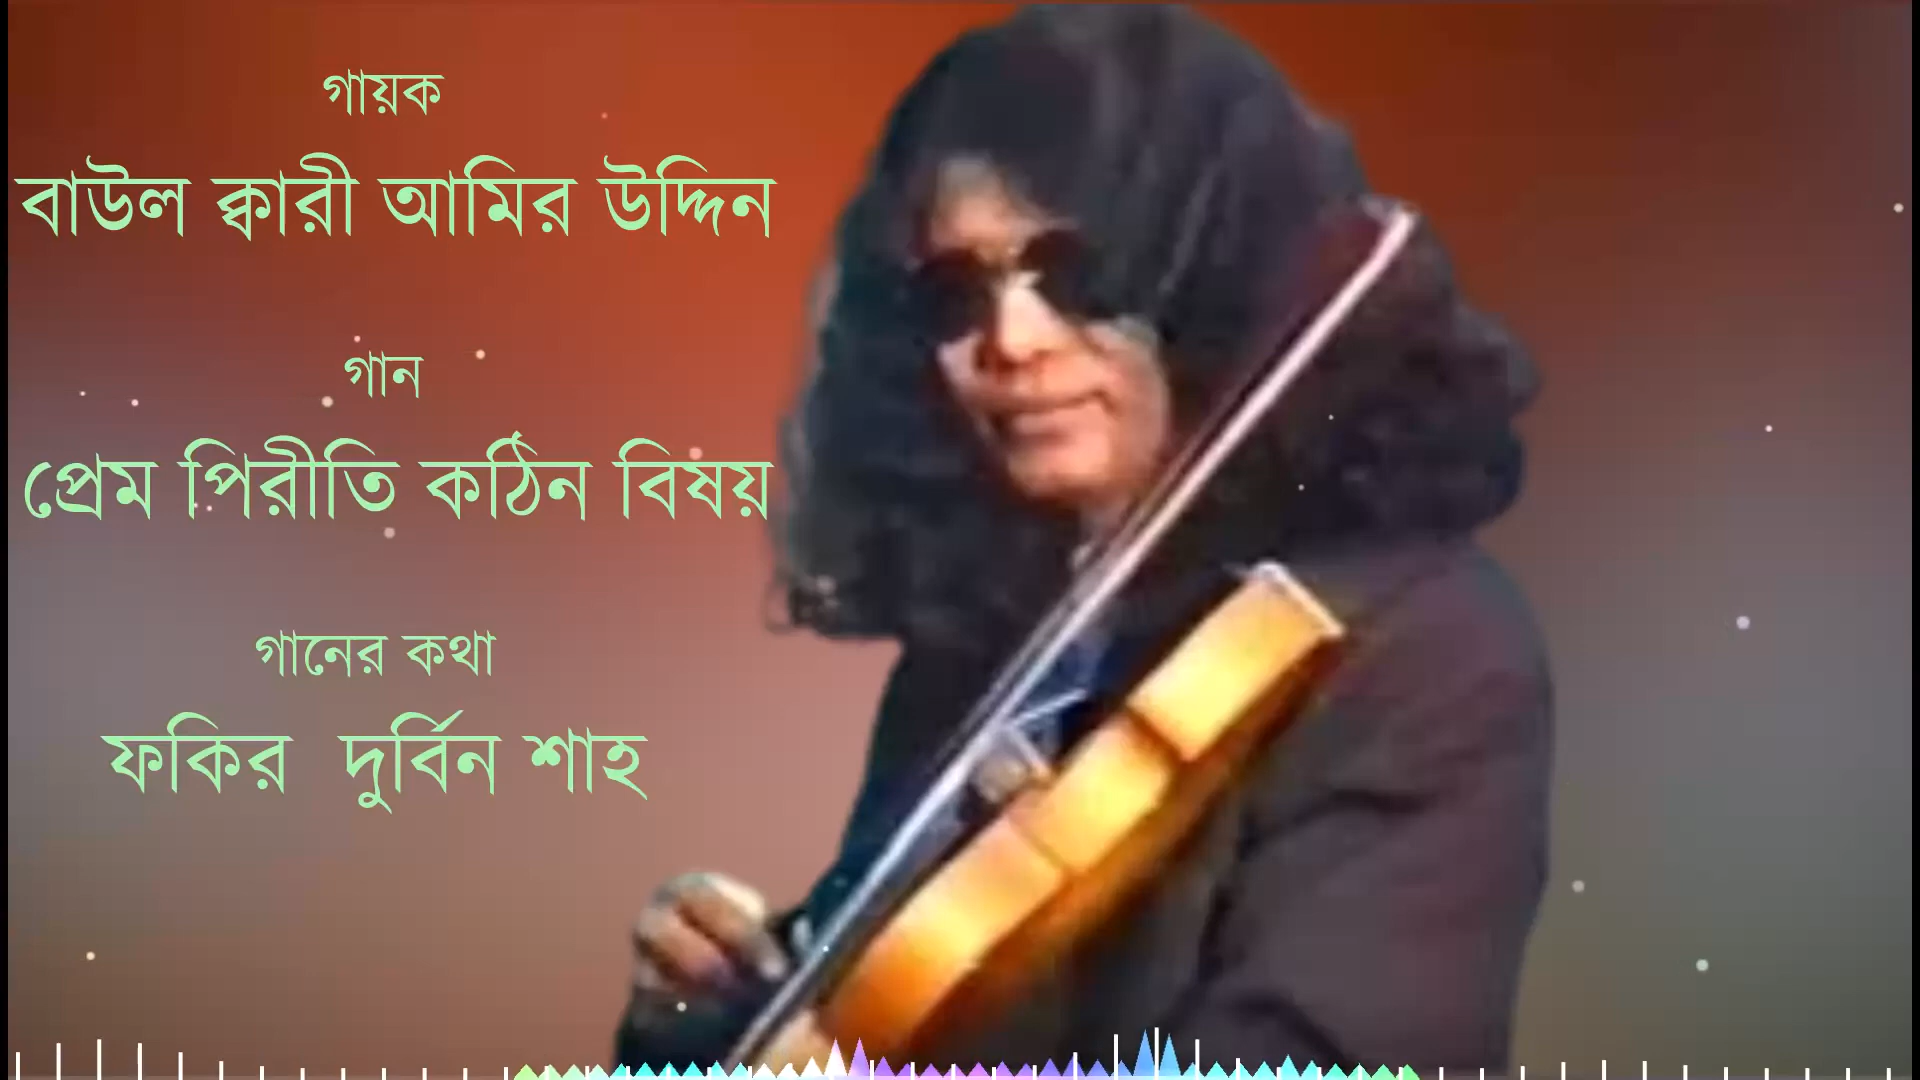 গায়ক
বাউল ক্বারী আমির উদ্দিন
গান
প্রেম পিরীতি কঠিন বিষয়
গানের কথা
ফকির দুর্বিন শাহ